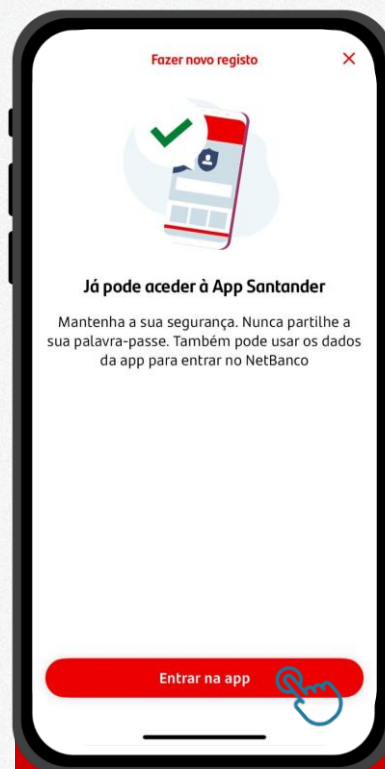 Fazer novo registo
Já pode aceder à App Santander
Mantenha a sua segurança. Nunca partilhe a
sua palavra-passe. Também pode usar os dados
da app para entrar no NetBanco
Entrar na app